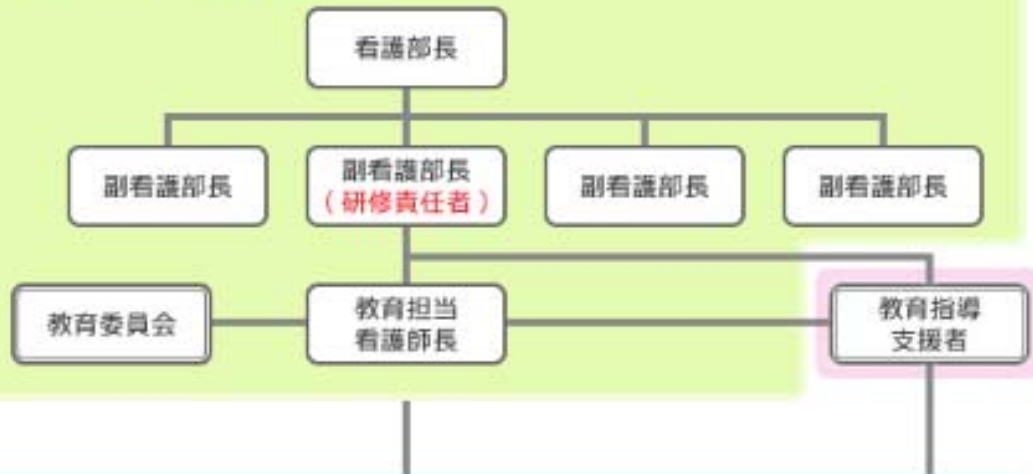 看護部長
副看護部長
副看護部長
（研修責任者）
副看護部長
副看護部長
教育委員会
教育担当
看護師長
教育指導
支援者